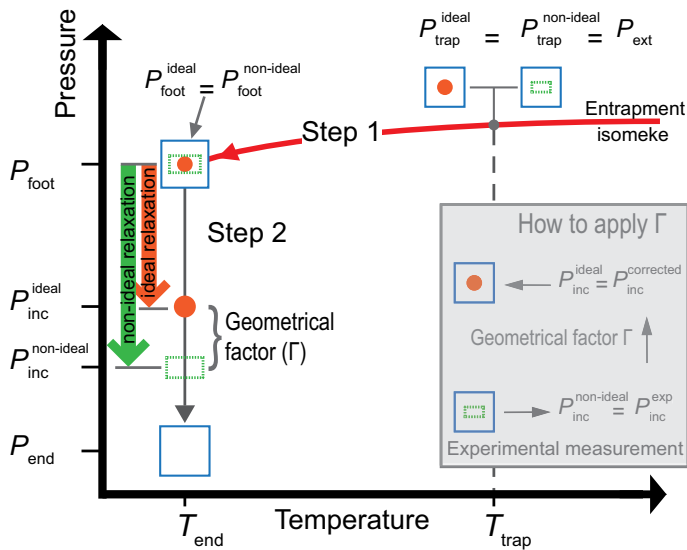 Pressure
P_trap^ideal = P_trap^non-ideal = P_ext
P_foot^ideal = P_foot^non-ideal
Entrapment
isomeke
Step 1
P_foot
non-ideal relaxation
ideal relaxation
Step 2
How to apply Γ
P_inc^ideal = P_inc^corrected
P_inc^ideal
Geometrical
factor (Γ)
Geometrical factor Γ
P_inc^non-ideal
P_inc^non-ideal = P_inc^exp
Experimental measurement
P_end
T_end
Temperature
T_trap